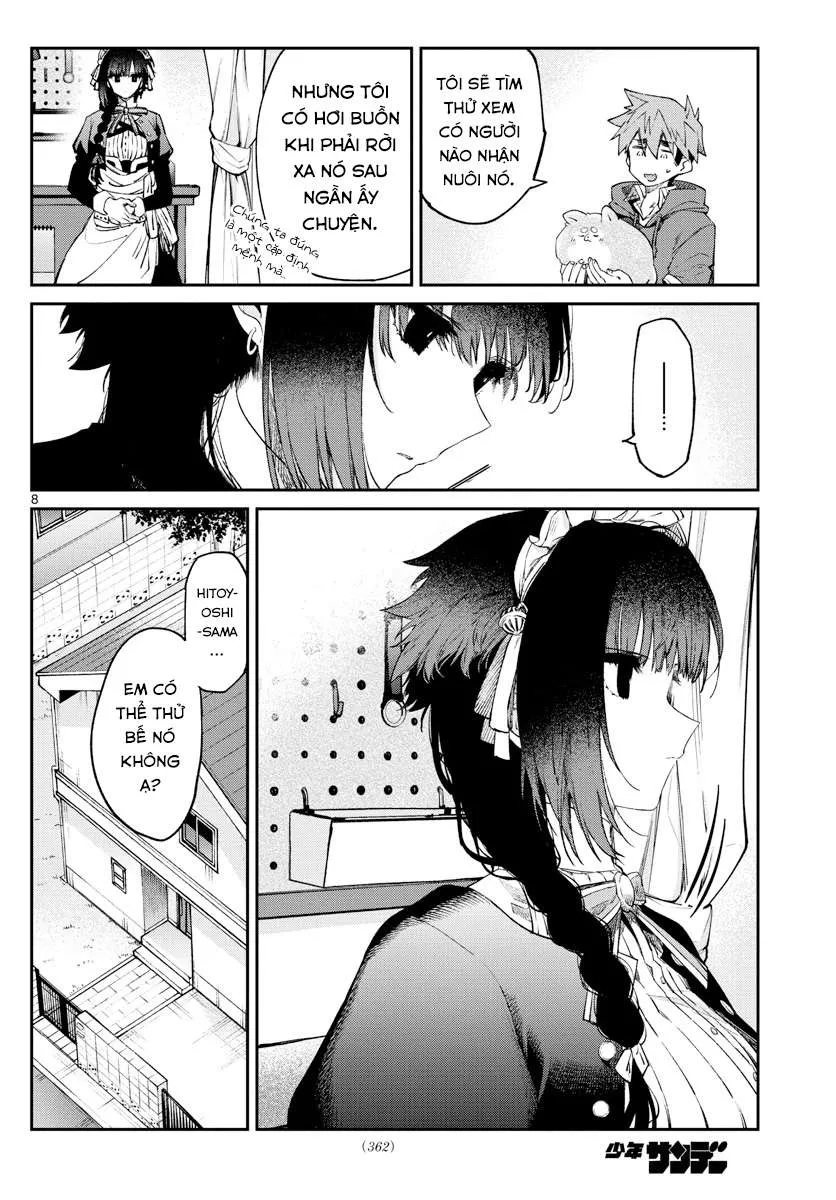 TÔI SẼ TÌM
THỬ XEM
CÓ NGƯỜI
NÀO NHẬN
NUÔI NÓ.
NHƯNG TÔI
CÓ HƠI BUỒN
KHI PHẢI RỜI
XA NÓ SAU
NGẦN ẤY
CHUYỆN.
Chúng ta đúng
là một cặp định
mệnh mà..
......
8
HITOY-
OSHI
-SAMA
...
EM CÓ
THỂ THỬ
BẾ NÓ
KHÔNG
Ạ?
(362)
少年サンデー